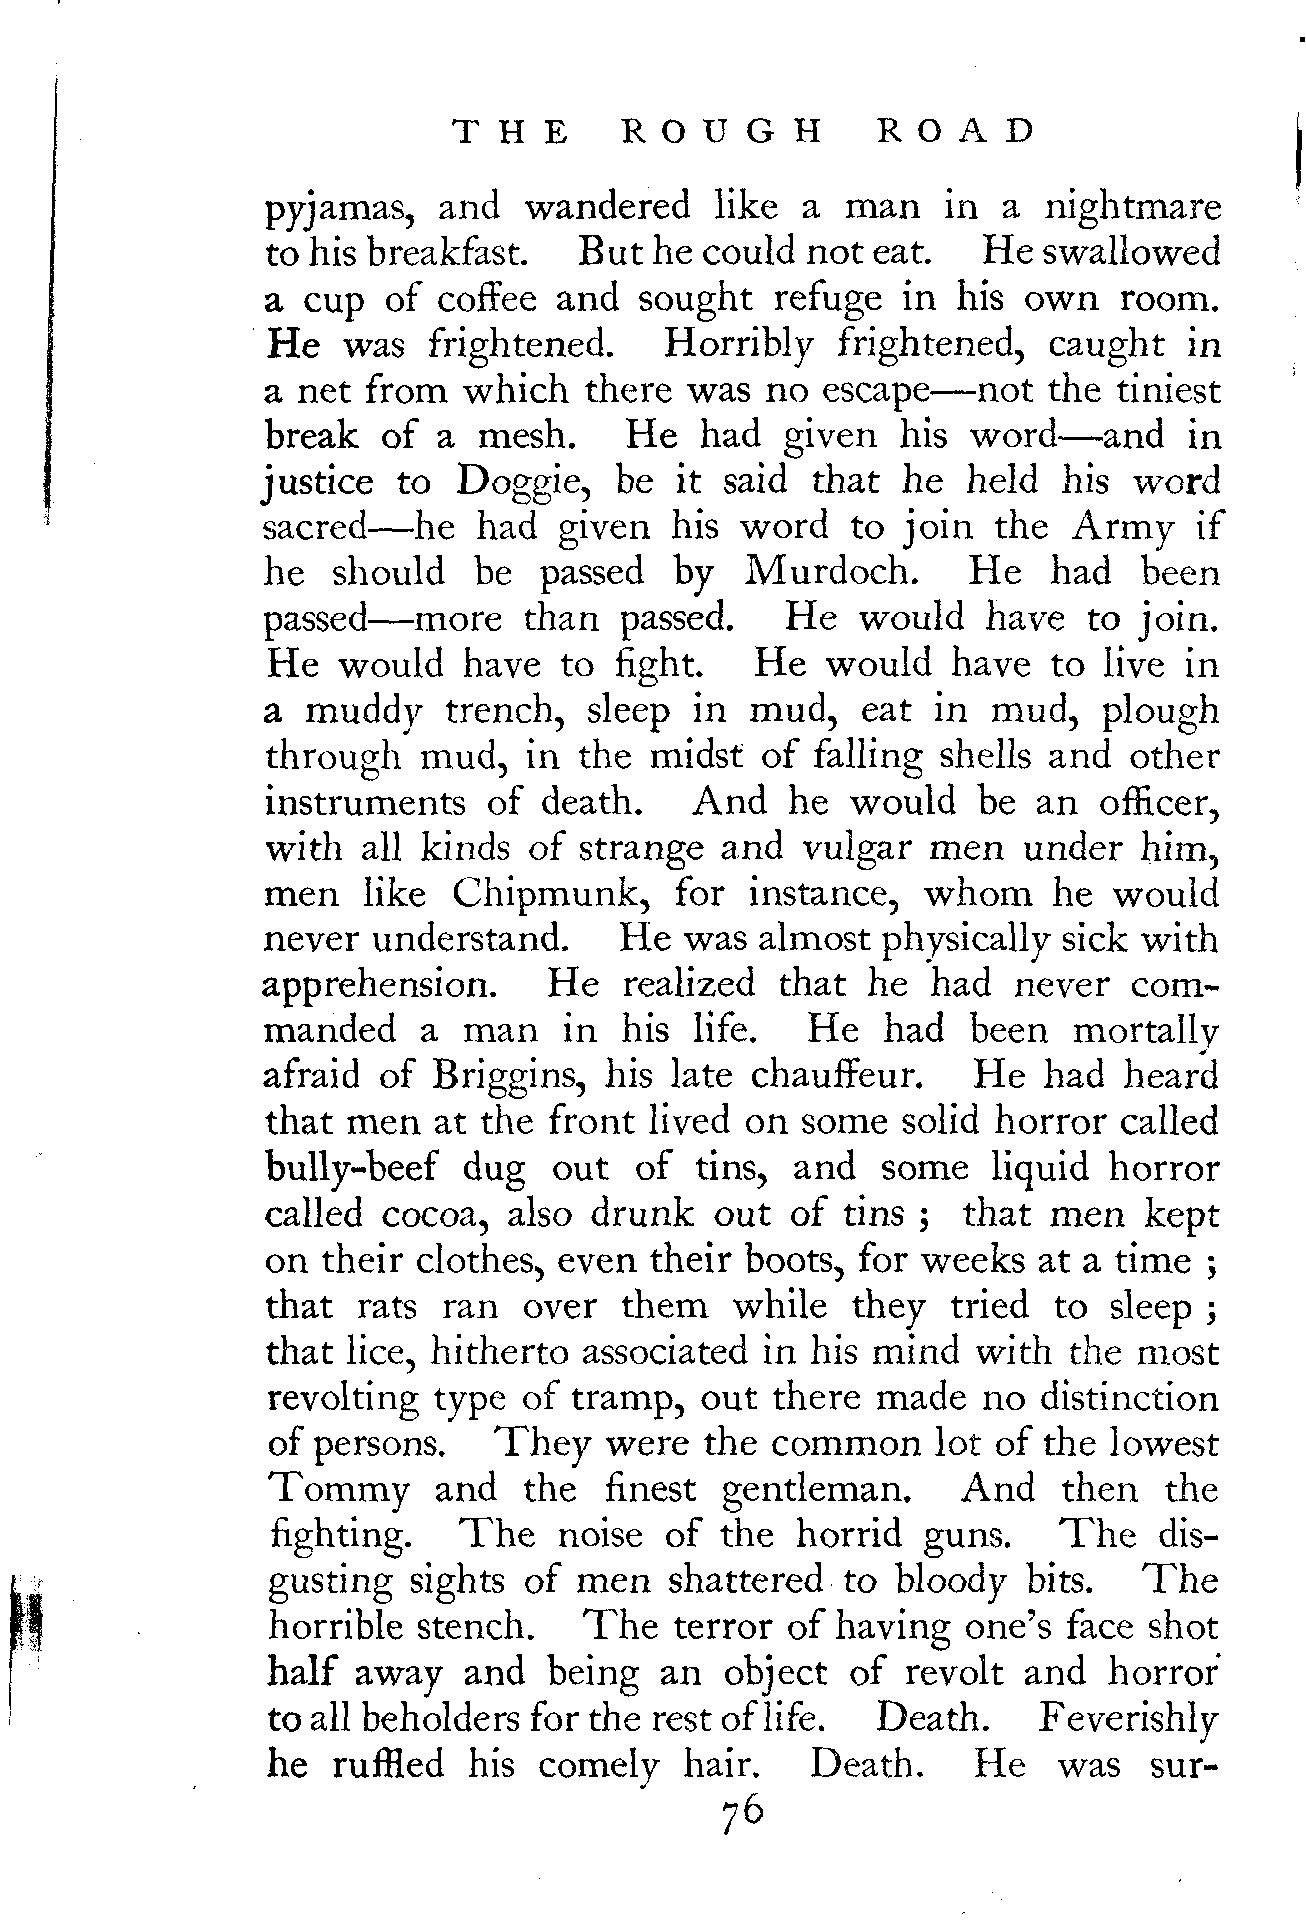 THE ROUGH ROAD
pyjamas, and wandered like a man in a nightmare
to his breakfast. But he could not eat. He swallowed
a cup of coffee and sought refuge in his own room.
He was frightened. Horribly frightened, caught in
a net from which there was no escape—not the tiniest
break of a mesh. He had given his word—and in
justice to Doggie, be it said that he held his word
sacred—he had given his word to join the Army if
he should be passed by Murdoch. He had been
passed—more than passed. He would have to join.
He would have to fight. He would have to live in
a muddy trench, sleep in mud, eat in mud, plough
through mud, in the midst of falling shells and other
instruments of death. And he would be an officer,
with all kinds of strange and vulgar men under him,
men like Chipmunk, for instance, whom he would
never understand. He was almost physically sick with
apprehension. He realized that he had never com-
manded a man in his life. He had been mortally
afraid of Briggins, his late chauffeur. He had heard
that men at the front lived on some solid horror called
bully-beef dug out of tins, and some liquid horror
called cocoa, also drunk out of tins ; that men kept
on their clothes, even their boots, for weeks at a time ;
that rats ran over them while they tried to sleep ;
that lice, hitherto associated in his mind with the most
revolting type of tramp, out there made no distinction
of persons. They were the common lot of the lowest
Tommy and the finest gentleman. And then the
fighting. The noise of the horrid guns. The dis-
gusting sights of men shattered to bloody bits. The
horrible stench. The terror of having one's face shot
half away and being an object of revolt and horror
to all beholders for the rest of life. Death. Feverishly
he ruffled his comely hair. Death. He was sur-
76